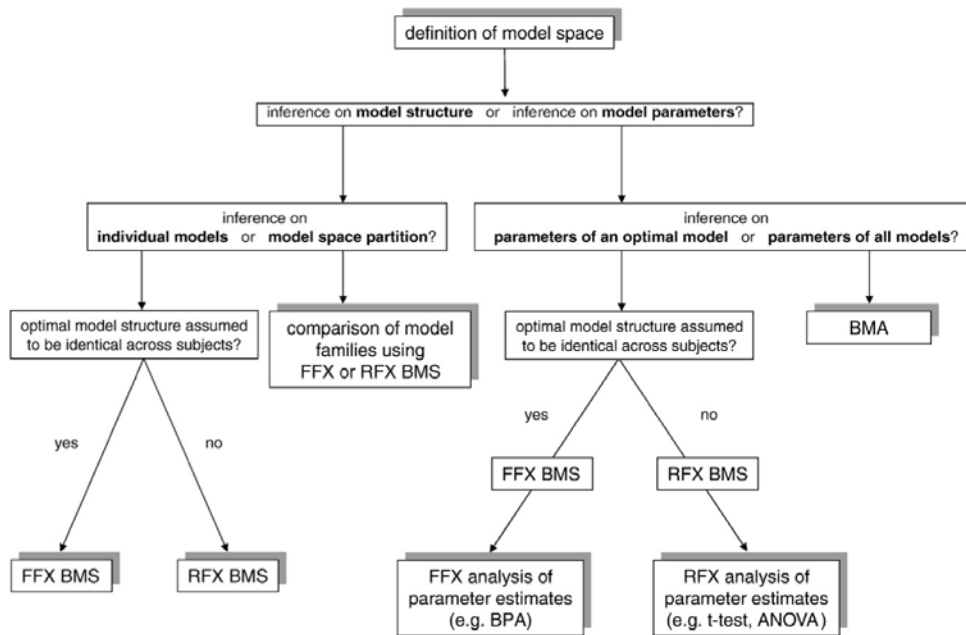 definition of model space
inference on model structure or inference on model parameters?
inference on
individual models or model space partition?
inference on
parameters of an optimal model or parameters of all models?
optimal model structure assumed
to be identical across subjects?
comparison of model
families using
FFX or RFX BMS
optimal model structure assumed
to be identical across subjects?
BMA
yes
no
yes
no
FFX BMS
RFX BMS
FFX BMS
RFX BMS
FFX analysis of
parameter estimates
(e.g. BPA)
RFX analysis of
parameter estimates
(e.g. t-test, ANOVA)